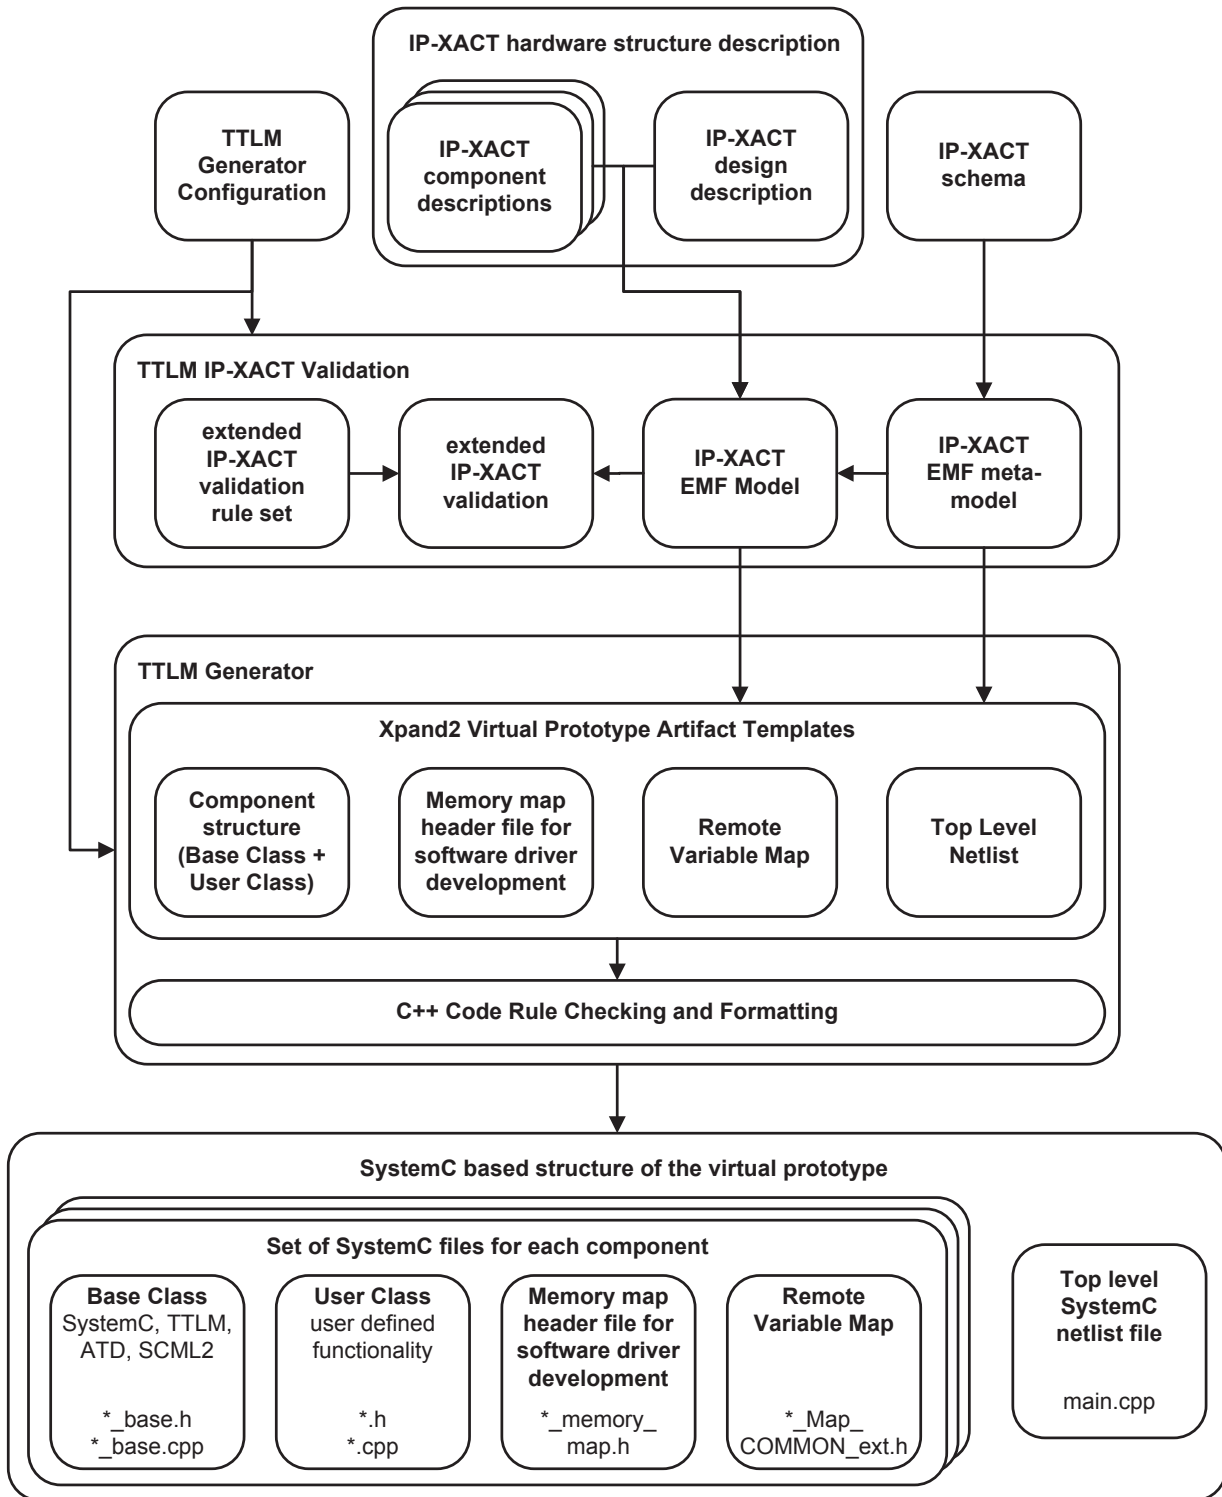 IP-XACT hardware structure description
TTLM
Generator
Configuration
IP-XACT
component
descriptions
IP-XACT
design
description
IP-XACT
schema
TTLM IP-XACT Validation
extended
IP-XACT
validation
rule set
extended
IP-XACT
validation
IP-XACT
EMF Model
IP-XACT
EMF meta-
model
TTLM Generator
Xpand2 Virtual Prototype Artifact Templates
Component
structure
(Base Class +
User Class)
Memory map
header file for
software driver
development
Remote
Variable Map
Top Level
Netlist
C++ Code Rule Checking and Formatting
SystemC based structure of the virtual prototype
Set of SystemC files for each component
Base Class
SystemC, TTLM,
ATD, SCML2
*_base.h
*_base.cpp
User Class
user defined
functionality
*.h
*.cpp
Memory map
header file for
software driver
development
*_memory_
map.h
Remote
Variable Map
*_Map_
COMMON_ext.h
Top level
SystemC
netlist file
main.cpp